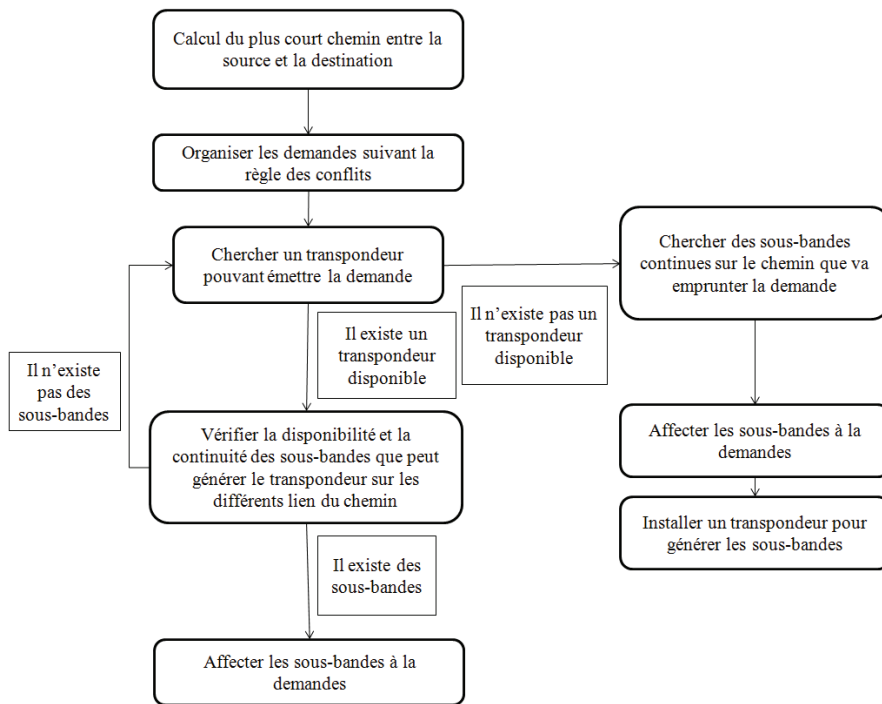 Calcul du plus court chemin entre la
source et la destination
Organiser les demandes suivant la
règle des conflits
Chercher un transpondeur
pouvant émettre la demande
Chercher des sous-bandes
continues sur le chemin que va
emprunter la demande
Il existe un
transpondeur
disponible
Il n'existe pas un
transpondeur
disponible
Il n'existe
pas des
sous-bandes
Vérifier la disponibilité et la
continuité des sous-bandes que peut
générer le transpondeur sur les
différents lien du chemin
Affecter les sous-bandes à la
demandes
Installer un transpondeur pour
générer les sous-bandes
Il existe des
sous-bandes
Affecter les sous-bandes à la
demandes